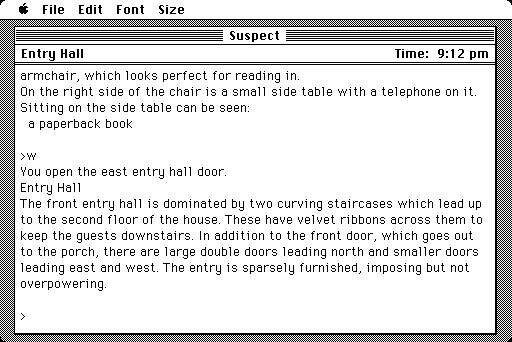 File Edit Font Size
Suspect
Entry Hall Time: 9:12 pm
armchair, which looks perfect for reading in.
On the right side of the chair is a small side table with a telephone on it.
Sitting on the side table can be seen:
a paperback book
>w
You open the east entry hall door.
Entry Hall
The front entry hall is dominated by two curving staircases which lead up
to the second floor of the house. These have velvet ribbons across them to
keep the guests downstairs. In addition to the front door, which goes out
to the porch, there are large double doors leading north and smaller doors
leading east and west. The entry is sparsely furnished, imposing but not
overpowering.
>